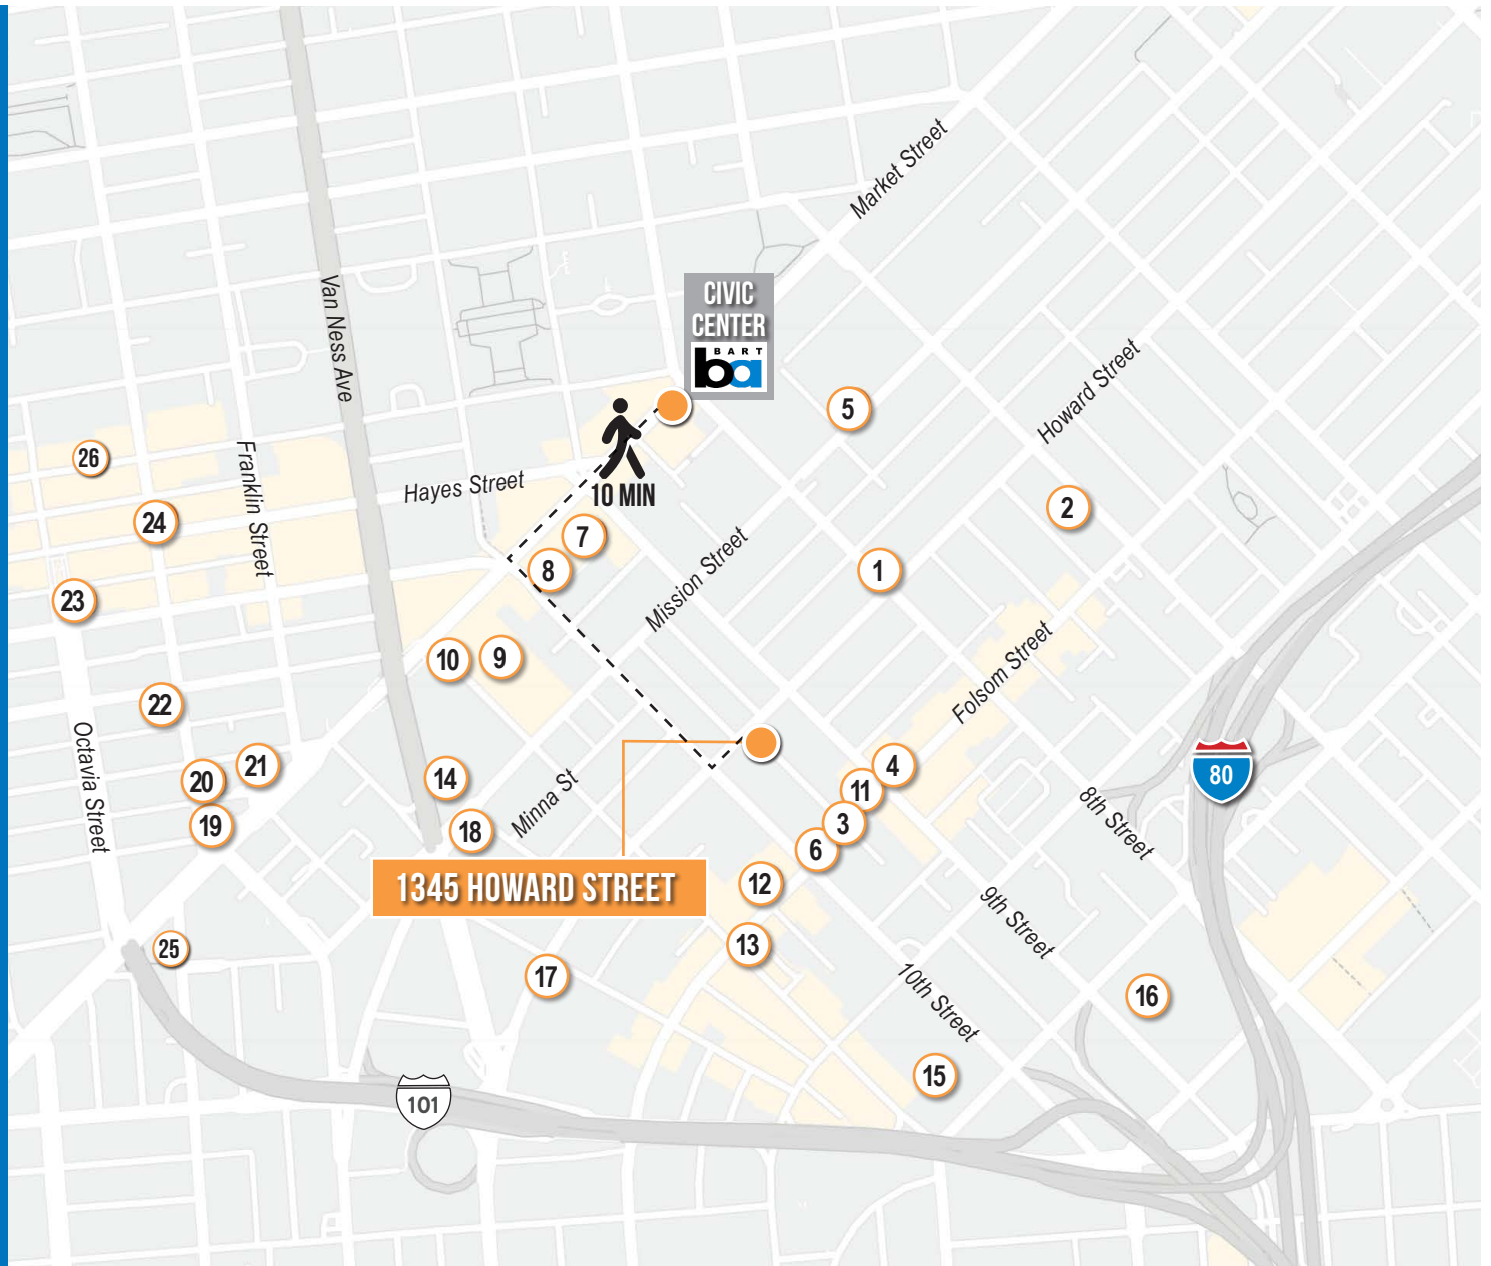 Market Street
Van Ness Ave
CIVIC
CENTER
BART
ba
Howard Street
5
26
Franklin Street
Hayes Street
10 MIN
24
7
2
8
Mission Street
1
23
10
9
Folsom Street
22
Octavia Street
21
20
14
4
11
80
19
18
Minna St
3
6
8th Street
1345 HOWARD STREET
12
9th Street
25
13
17
10th Street
16
15
101